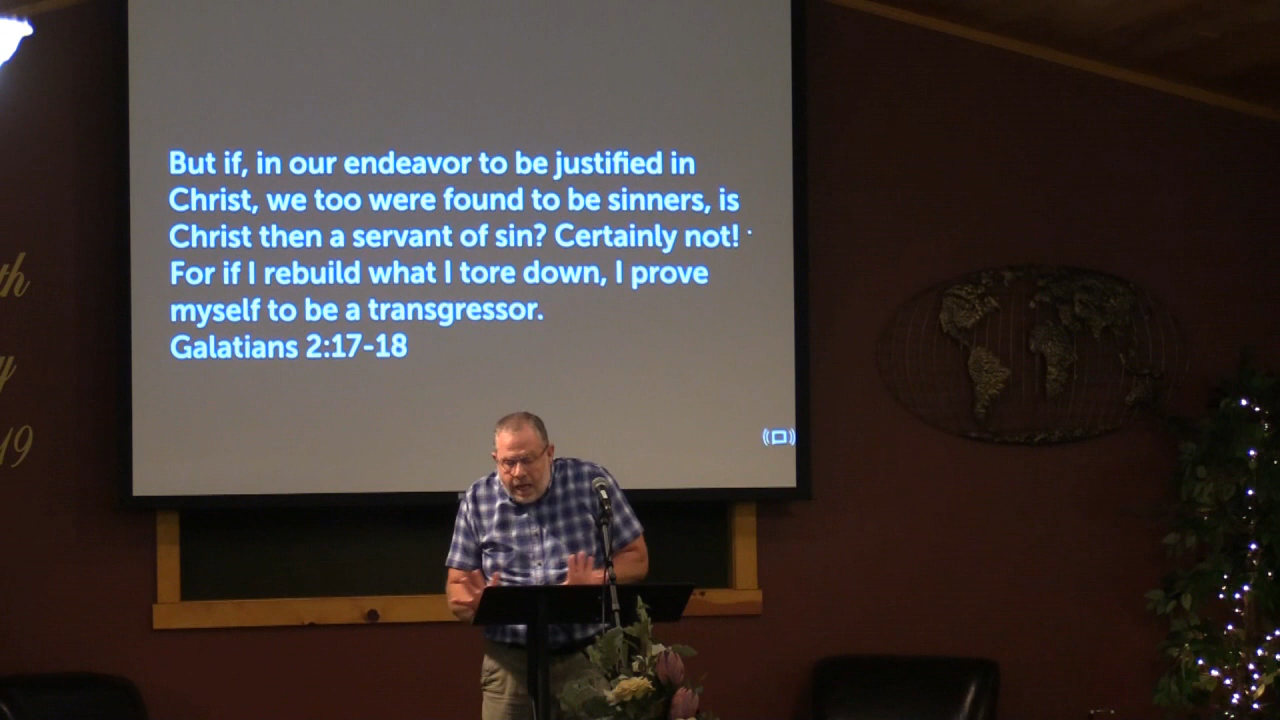 But if, in our endeavor to be justified in
Christ, we too were found to be sinners, is
Christ then a servant of sin? Certainly not!
For if I rebuild what I tore down, I prove
myself to be a transgressor.
Galatians 2:17-18
th
y
19